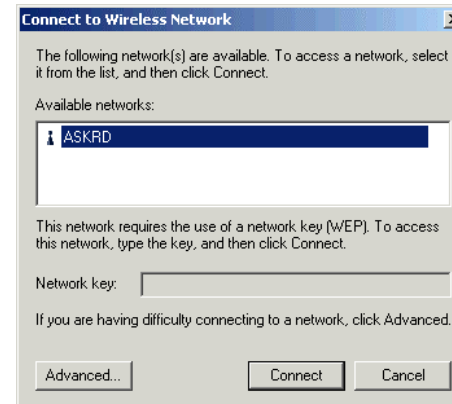 Connect to Wireless Network
The following network(s) are available. To access a network, select
it from the list, and then click Connect.
Available networks:
ASKRD
This network requires the use of a network key (WEP). To access
this network, type the key, and then click Connect.
Network key:
If you are having difficulty connecting to a network, click Advanced.
Advanced... Connect Cancel